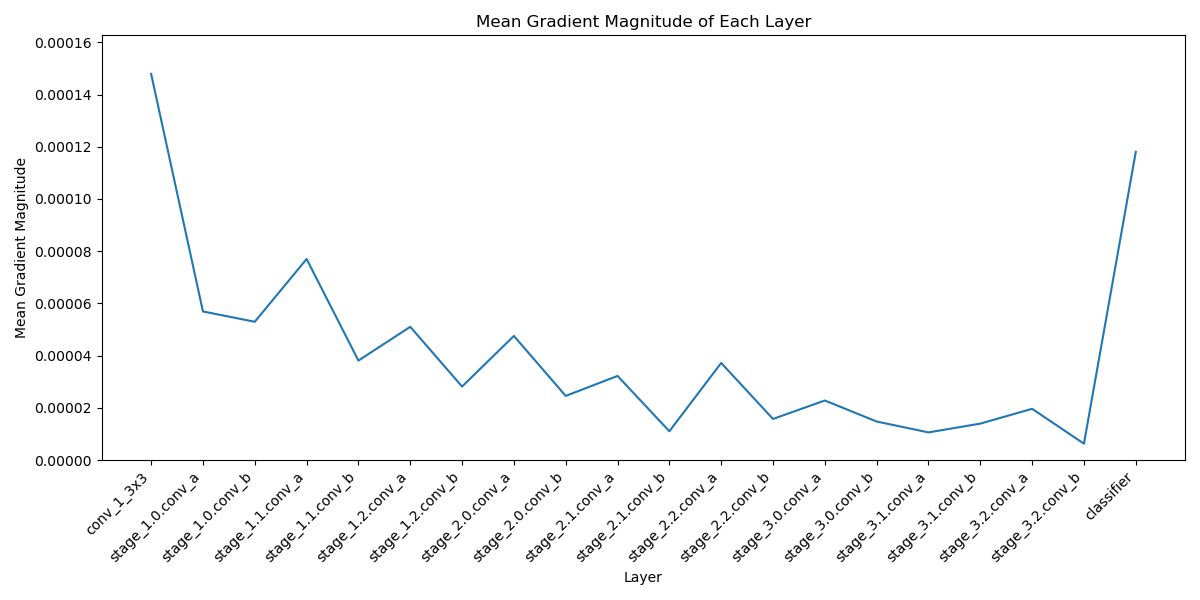 Mean Gradient Magnitude of Each Layer
Mean Gradient Magnitude
0.00016
0.00014
0.00012
0.00010
0.00008
0.00006
0.00004
0.00002
0.00000
conv_1_3x3
stage_1.0.conv_a
stage_1.0.conv_b
stage_1.1.conv_a
stage_1.1.conv_b
stage_1.2.conv_a
stage_1.2.conv_b
stage_2.0.conv_a
stage_2.0.conv_b
stage_2.1.conv_a
stage_2.1.conv_b
stage_2.2.conv_a
stage_2.2.conv_b
stage_3.0.conv_a
stage_3.0.conv_b
stage_3.1.conv_a
stage_3.1.conv_b
stage_3.2.conv_a
stage_3.2.conv_b
classifier
Layer